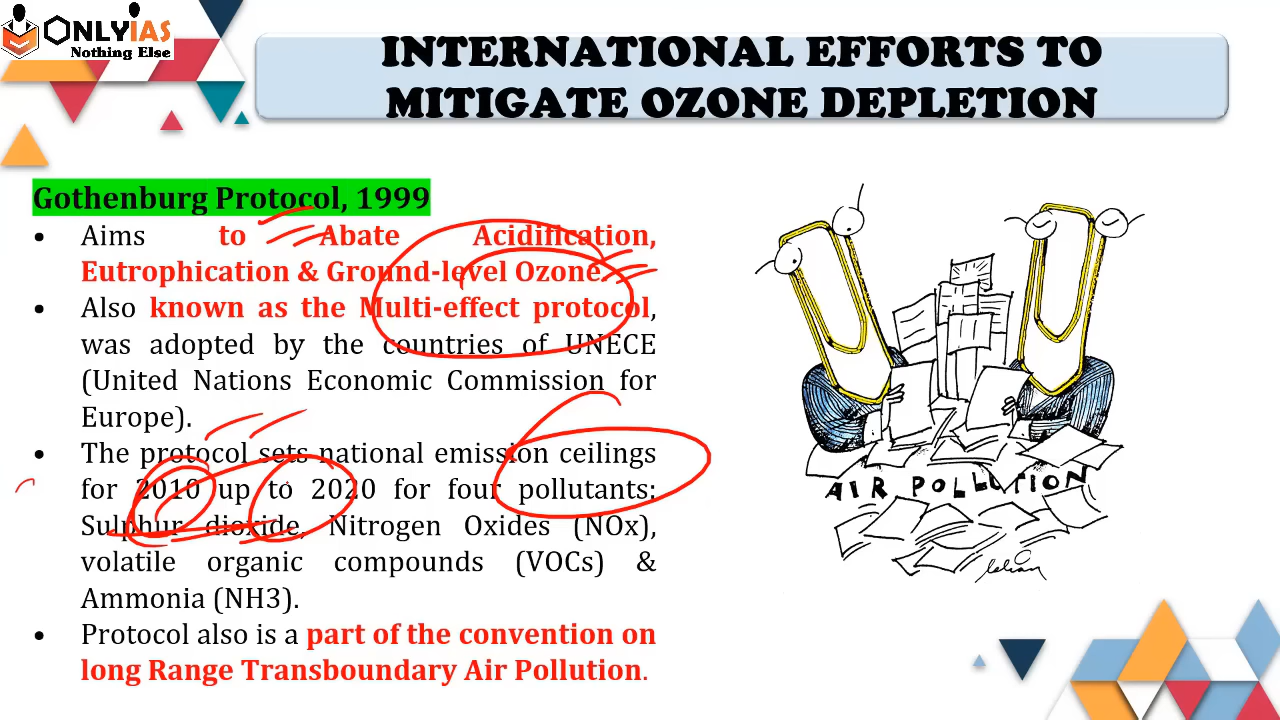 ONLYIAS
Nothing Else
INTERNATIONAL EFFORTS TO
MITIGATE OZONE DEPLETION
Gothenburg Protocol, 1999
• Aims to Abate Acidification,
Eutrophication & Ground-level Ozone.
• Also known as the Multi-effect protocol,
was adopted by the countries of UNECE
(United Nations Economic Commission for
Europe).
• The protocol sets national emission ceilings
for 2010 up to 2020 for four pollutants:
Sulphur dioxide, Nitrogen Oxides (NOx),
volatile organic compounds (VOCs) &
Ammonia (NH3).
• Protocol also is a part of the convention on
long Range Transboundary Air Pollution.
AIR POLLUTION